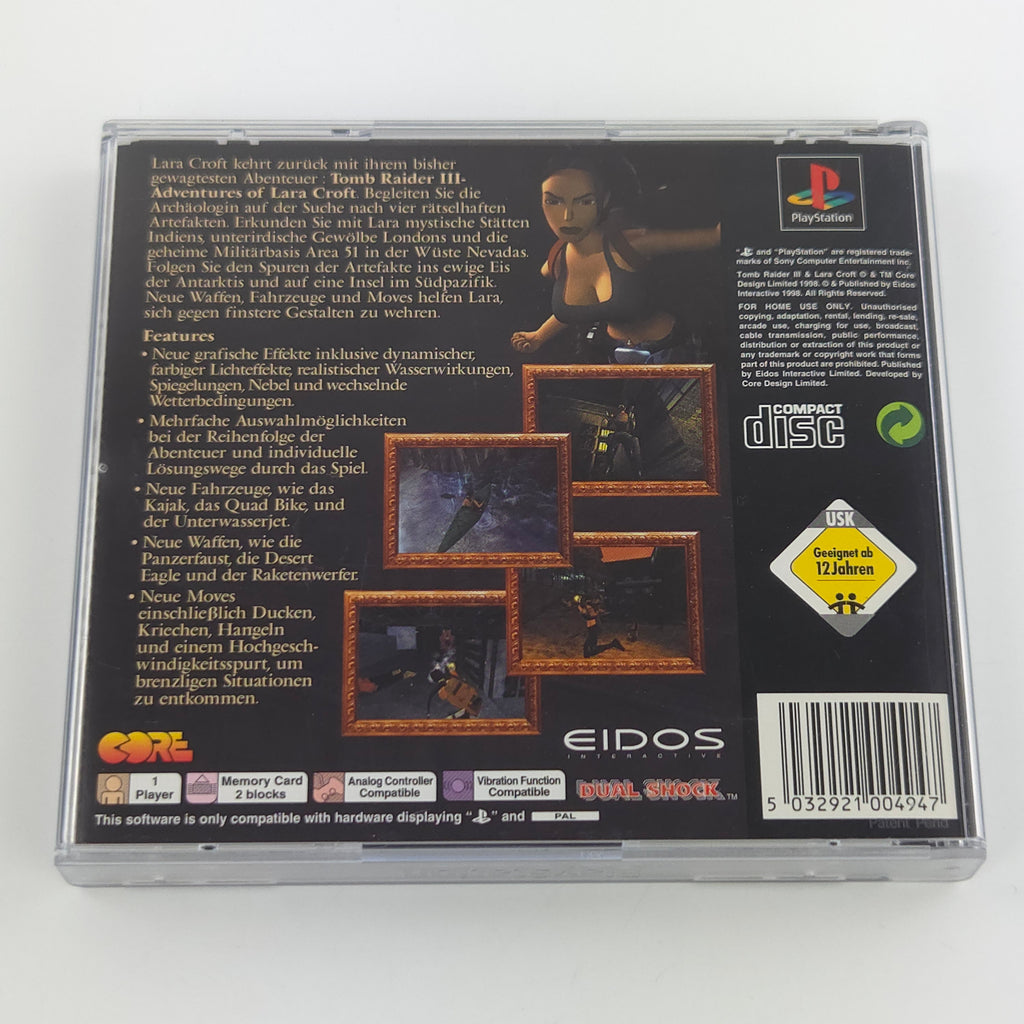 Lara Croft kehrt zurück mit ihrem bisher
gewagtesten Abenteuer : Tomb Raider III-
Adventures of Lara Croft. Begleiten Sie die
Archäologin auf der Suche nach vier rätselhaften
Artefakten. Erkunden Sie mit Lara mystische Stätten
Indiens, unterirdische Gewölbe Londons und die
geheime Militärbasis Area 51 in der Wüste Nevadas.
Folgen Sie den Spuren der Artefakte ins ewige Eis
der Antarktis und auf eine Insel im Südpazifik.
Neue Waffen, Fahrzeuge und Moves helfen Lara,
sich gegen finstere Gestalten zu wehren.
Features
• Neue grafische Effekte inklusive dynamischer,
farbiger Lichteffekte, realistischer Wasserwirkungen,
Spiegelungen, Nebel und wechselnde
Wetterbedingungen.
• Mehrfache Auswahlmöglichkeiten
bei der Reihenfolge der
Abenteuer und individuelle
Lösungswege durch das Spiel.
• Neue Fahrzeuge, wie das
Kajak, das Quad Bike, und
der Unterwasserjet.
• Neue Waffen, wie die
Panzerfaust, die Desert
Eagle und der Raketenwerfer.
• Neue Moves
einschließlich Ducken,
Kriechen, Hangeln
und einem Hochgesch-
windigkeitsspurt, um
brenzligen Situationen
zu entkommen.
PlayStation
"PS and "PlayStation" are registered trade-
marks of Sony Computer Entertainment Inc.
Tomb Raider III & Lara Croft © & TM Core
Design Limited 1998. © & Published by Eidos
Interactive 1998. All Rights Reserved.
FOR HOME USE ONLY. Unauthorised
copying, adaptation, rental, lending, re-sale,
arcade use, charging for use, broadcast,
cable transmission, public performance,
distribution or extraction of this product or
any trademark or copyright work that forms
part of this product are prohibited. Published
by Eidos Interactive Limited. Developed by
Core Design Limited.
COMPACT
disc
USK
Geeignet ab
12 Jahren
CORE
EIDOS
INTERACTIVE
1
Player
Memory Card
2 blocks
Analog Controller
Compatible
Vibration Function
Compatible
DUAL SHOCK™
This software is only compatible with hardware displaying "PS" and PAL
5 032921 004947
Patent Pend